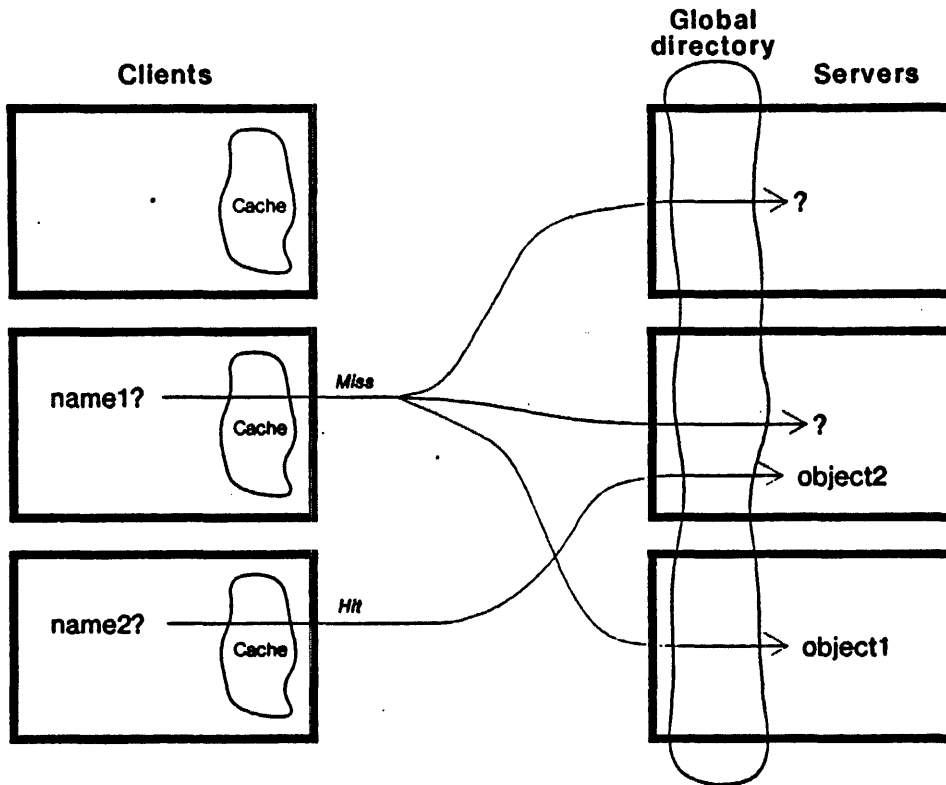 Global
directory
Clients
Servers
Cache
?
name1?
Cache
Miss
?
object2
name2?
Cache
Hit
object1